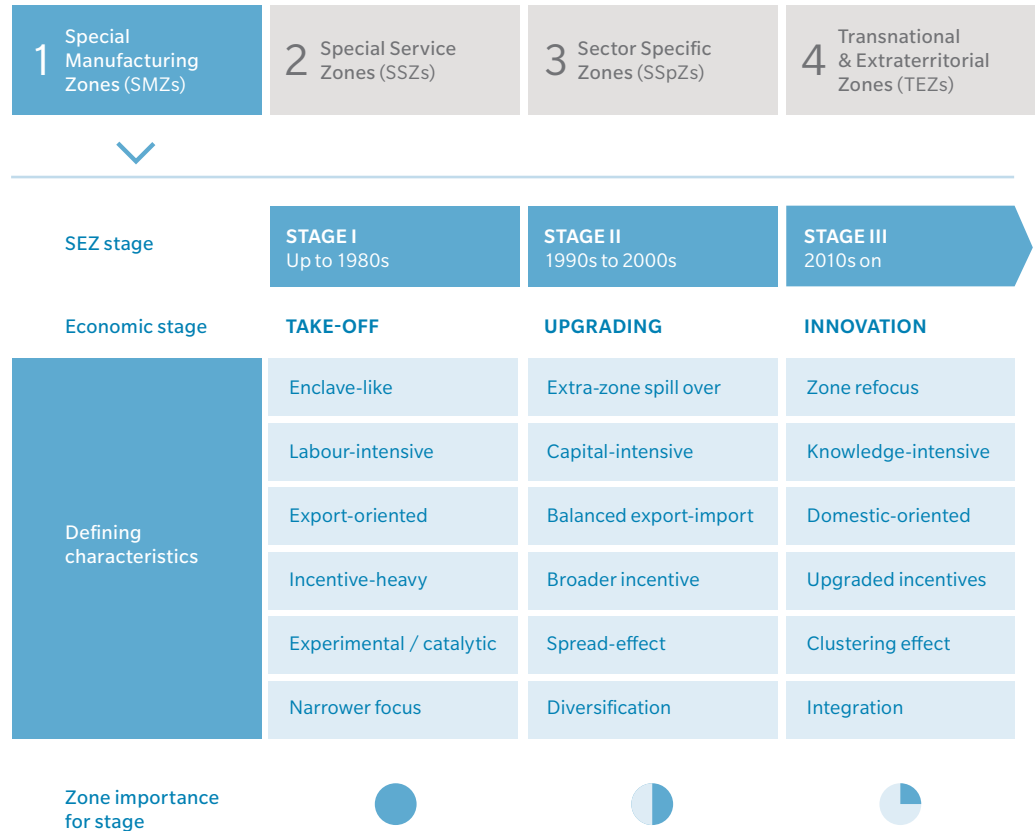 1 Special
Manufacturing
Zones (SMZs)
2 Special Service
Zones (SSZs)
3 Sector Specific
Zones (SSpZs)
4 Transnational
& Extraterritorial
Zones (TEZs)
SEZ stage
STAGE I
Up to 1980s
STAGE II
1990s to 2000s
STAGE III
2010s on
Economic stage
TAKE-OFF
UPGRADING
INNOVATION
Defining
characteristics
Enclave-like
Extra-zone spill over
Zone refocus
Labour-intensive
Capital-intensive
Knowledge-intensive
Export-oriented
Balanced export-import
Domestic-oriented
Incentive-heavy
Broader incentive
Upgraded incentives
Experimental / catalytic
Spread-effect
Clustering effect
Narrower focus
Diversification
Integration
Zone importance
for stage